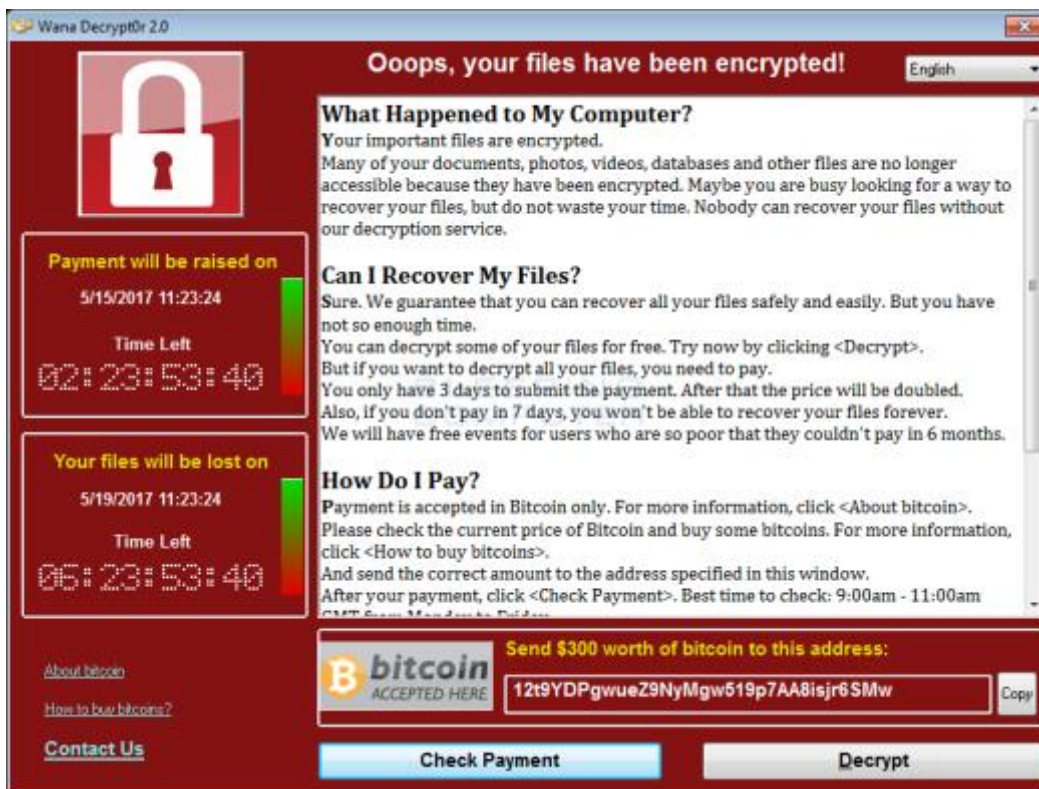 Wana Decrypt0r 2.0
Ooops, your files have been encrypted!
English
What Happened to My Computer?
Your important files are encrypted.
Many of your documents, photos, videos, databases and other files are no longer
accessible because they have been encrypted. Maybe you are busy looking for a way to
recover your files, but do not waste your time. Nobody can recover your files without
our decryption service.
Can I Recover My Files?
Sure. We guarantee that you can recover all your files safely and easily. But you have
not so enough time.
You can decrypt some of your files for free. Try now by clicking <Decrypt>.
But if you want to decrypt all your files, you need to pay.
You only have 3 days to submit the payment. After that the price will be doubled.
Also, if you don't pay in 7 days, you won't be able to recover your files forever.
We will have free events for users who are so poor that they couldn't pay in 6 months.
How Do I Pay?
Payment is accepted in Bitcoin only. For more information, click <About bitcoin>.
Please check the current price of Bitcoin and buy some bitcoins. For more information,
click <How to buy bitcoins>.
And send the correct amount to the address specified in this window.
After your payment, click <Check Payment>. Best time to check: 9:00am - 11:00am
GMT from Monday to Friday
Payment will be raised on
5/15/2017 11:23:24
Time Left
02:23:53:40
Your files will be lost on
5/19/2017 11:23:24
Time Left
06:23:53:40
About bitcoin
How to buy bitcoins?
Contact Us
bitcoin
ACCEPTED HERE
Send $300 worth of bitcoin to this address:
12t9YDPgwueZ9NyMgw519p7AA8isjr6SMw
Copy
Check Payment
Decrypt